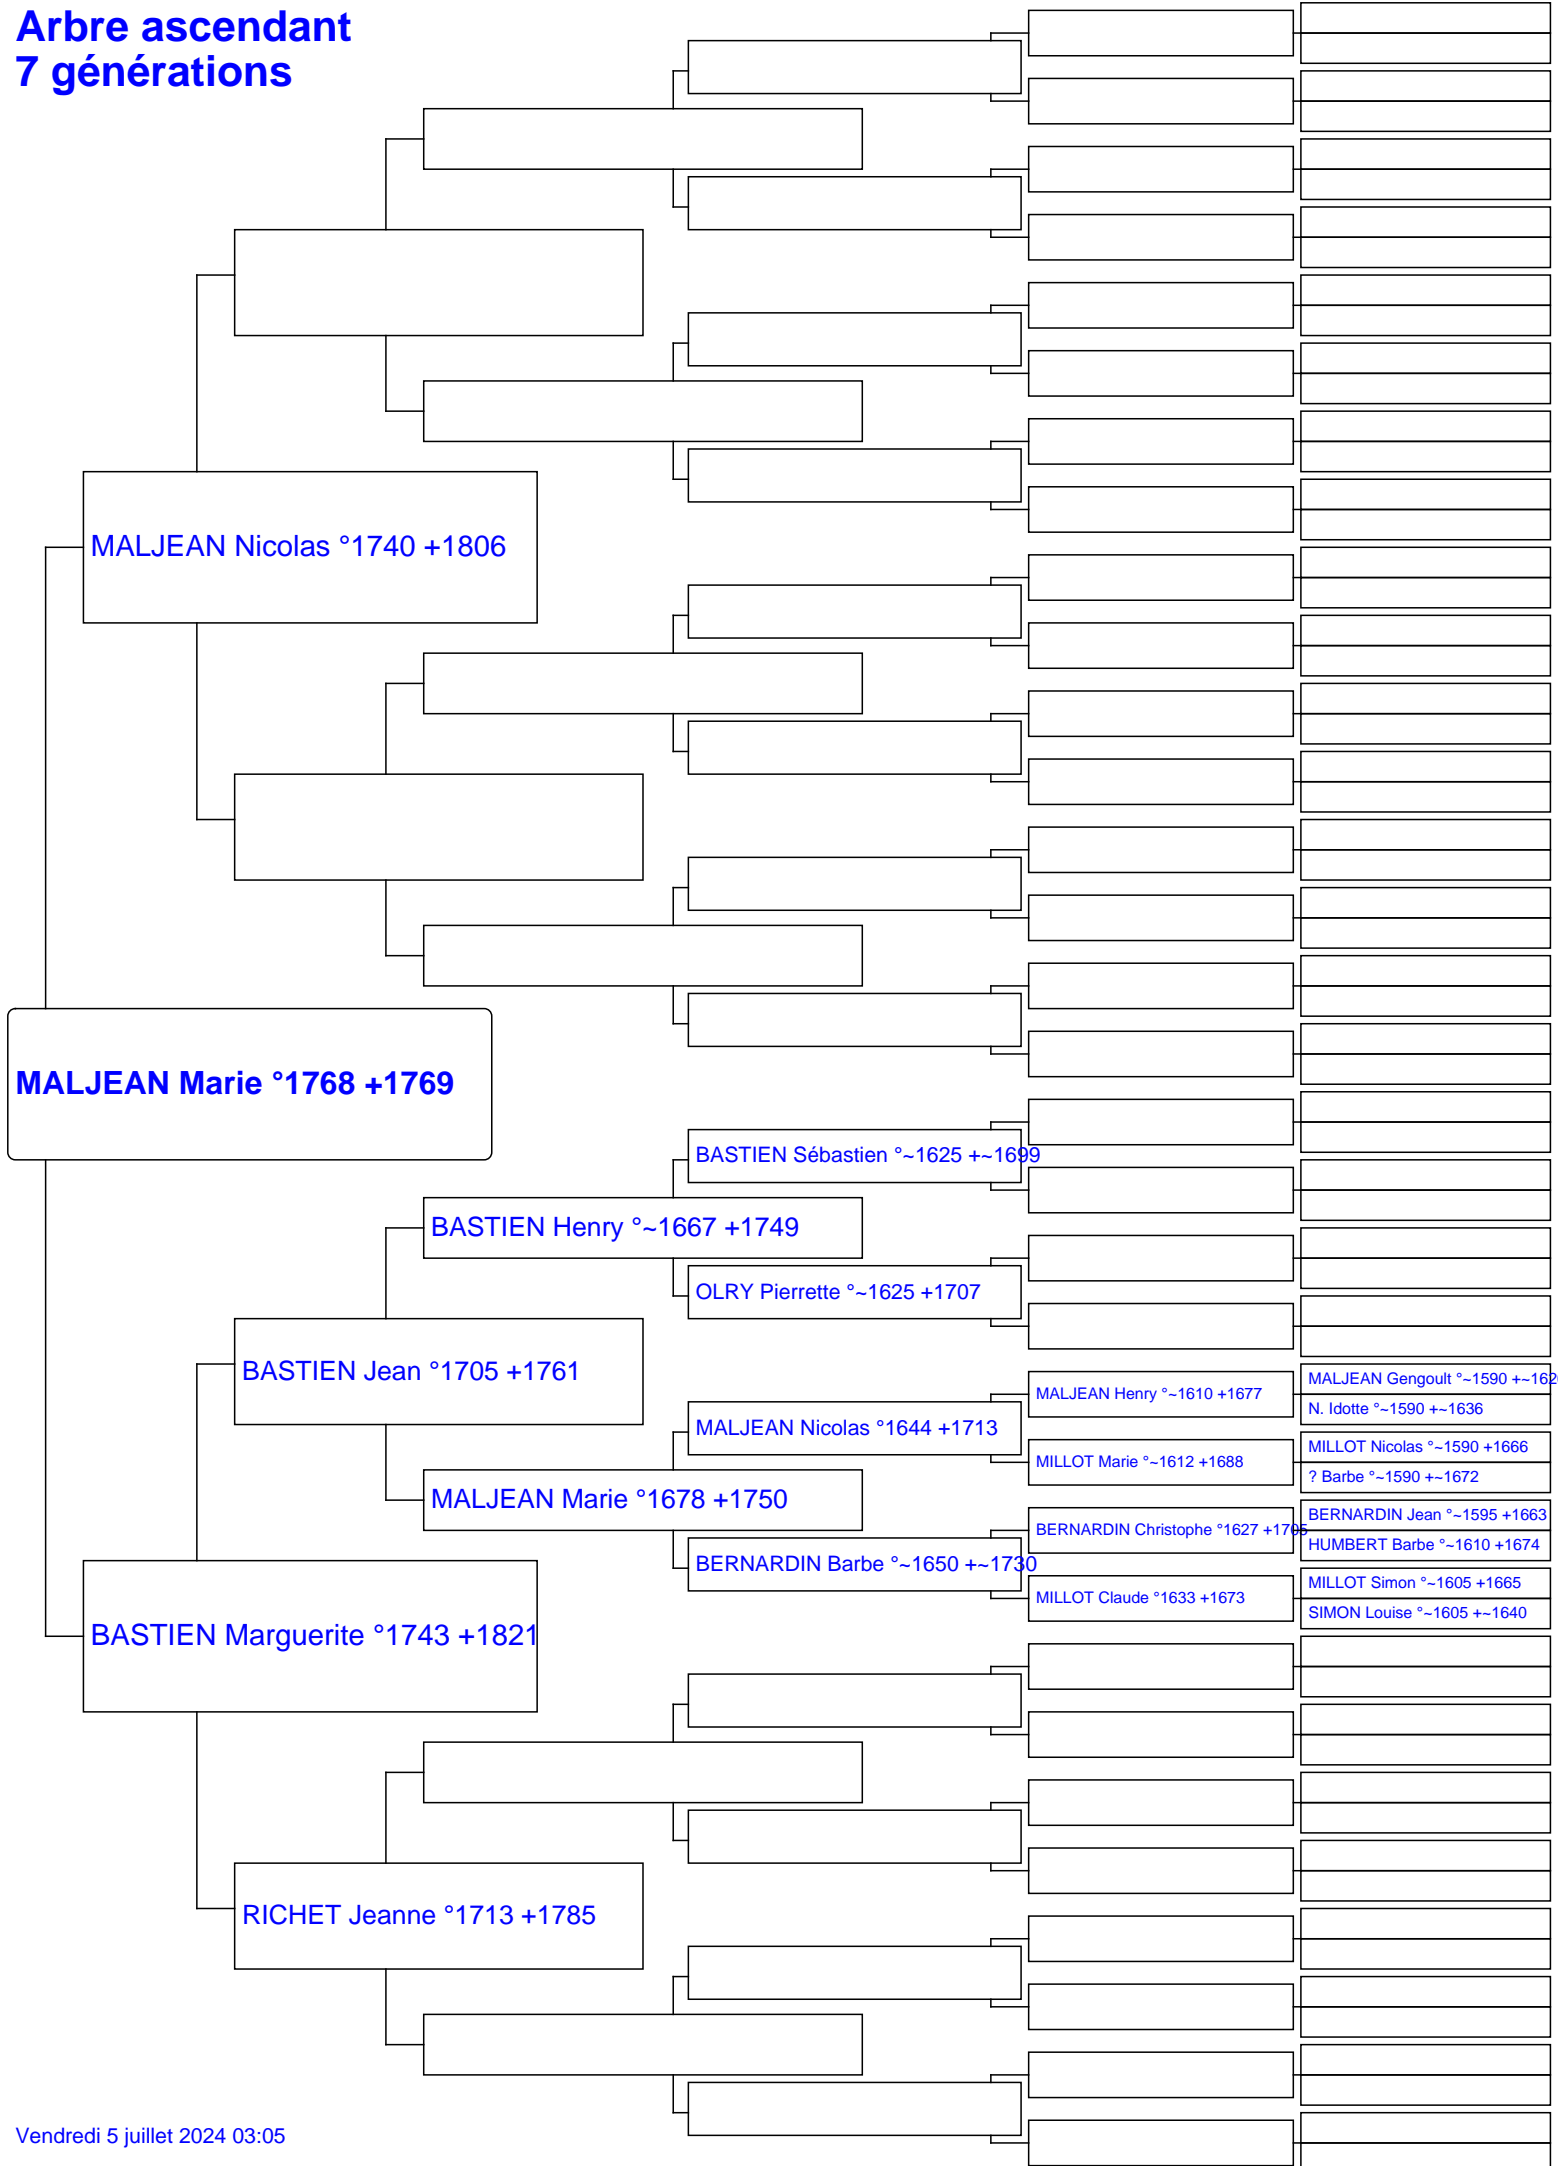 Arbre ascendant
7 générations
MALJEAN Nicolas °1740 +1806
MALJEAN Marie °1768 +1769
BASTIEN Sébastien °~1625 +~1699
BASTIEN Henry °~1667 +1749
OLRY Pierrette °~1625 +1707
BASTIEN Jean °1705 +1761
MALJEAN Gengoult °~1590 +~162
MALJEAN Henry °~1610 +1677
N. Idotte °~1590 +~1636
MALJEAN Nicolas °1644 +1713
MILLOT Nicolas °~1590 +1666
MILLOT Marie °~1612 +1688
? Barbe °~1590 +~1672
MALJEAN Marie °1678 +1750
BERNARDIN Jean °~1595 +1663
BERNARDIN Christophe °1627 +1705
HUMBERT Barbe °~1610 +1674
BERNARDIN Barbe °~1650 +~1730
MILLOT Simon °~1605 +1665
MILLOT Claude °1633 +1673
SIMON Louise °~1605 +~1640
BASTIEN Marguerite °1743 +1821
RICHET Jeanne °1713 +1785
Vendredi 5 juillet 2024 03:05